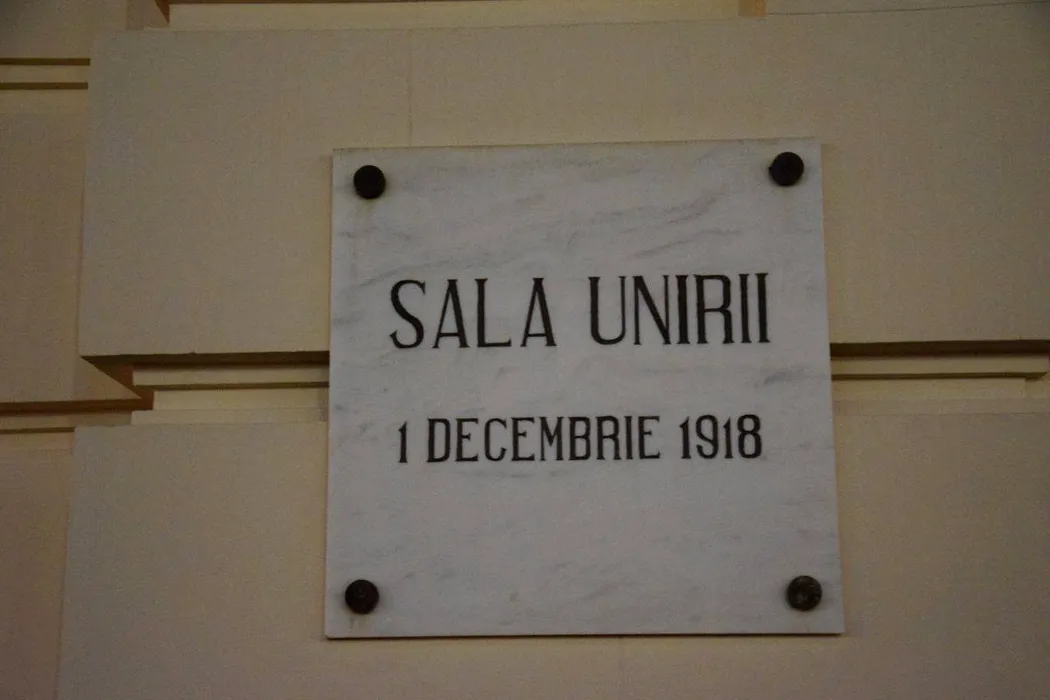 SALA UNIRII
1 DECEMBRIE 1918